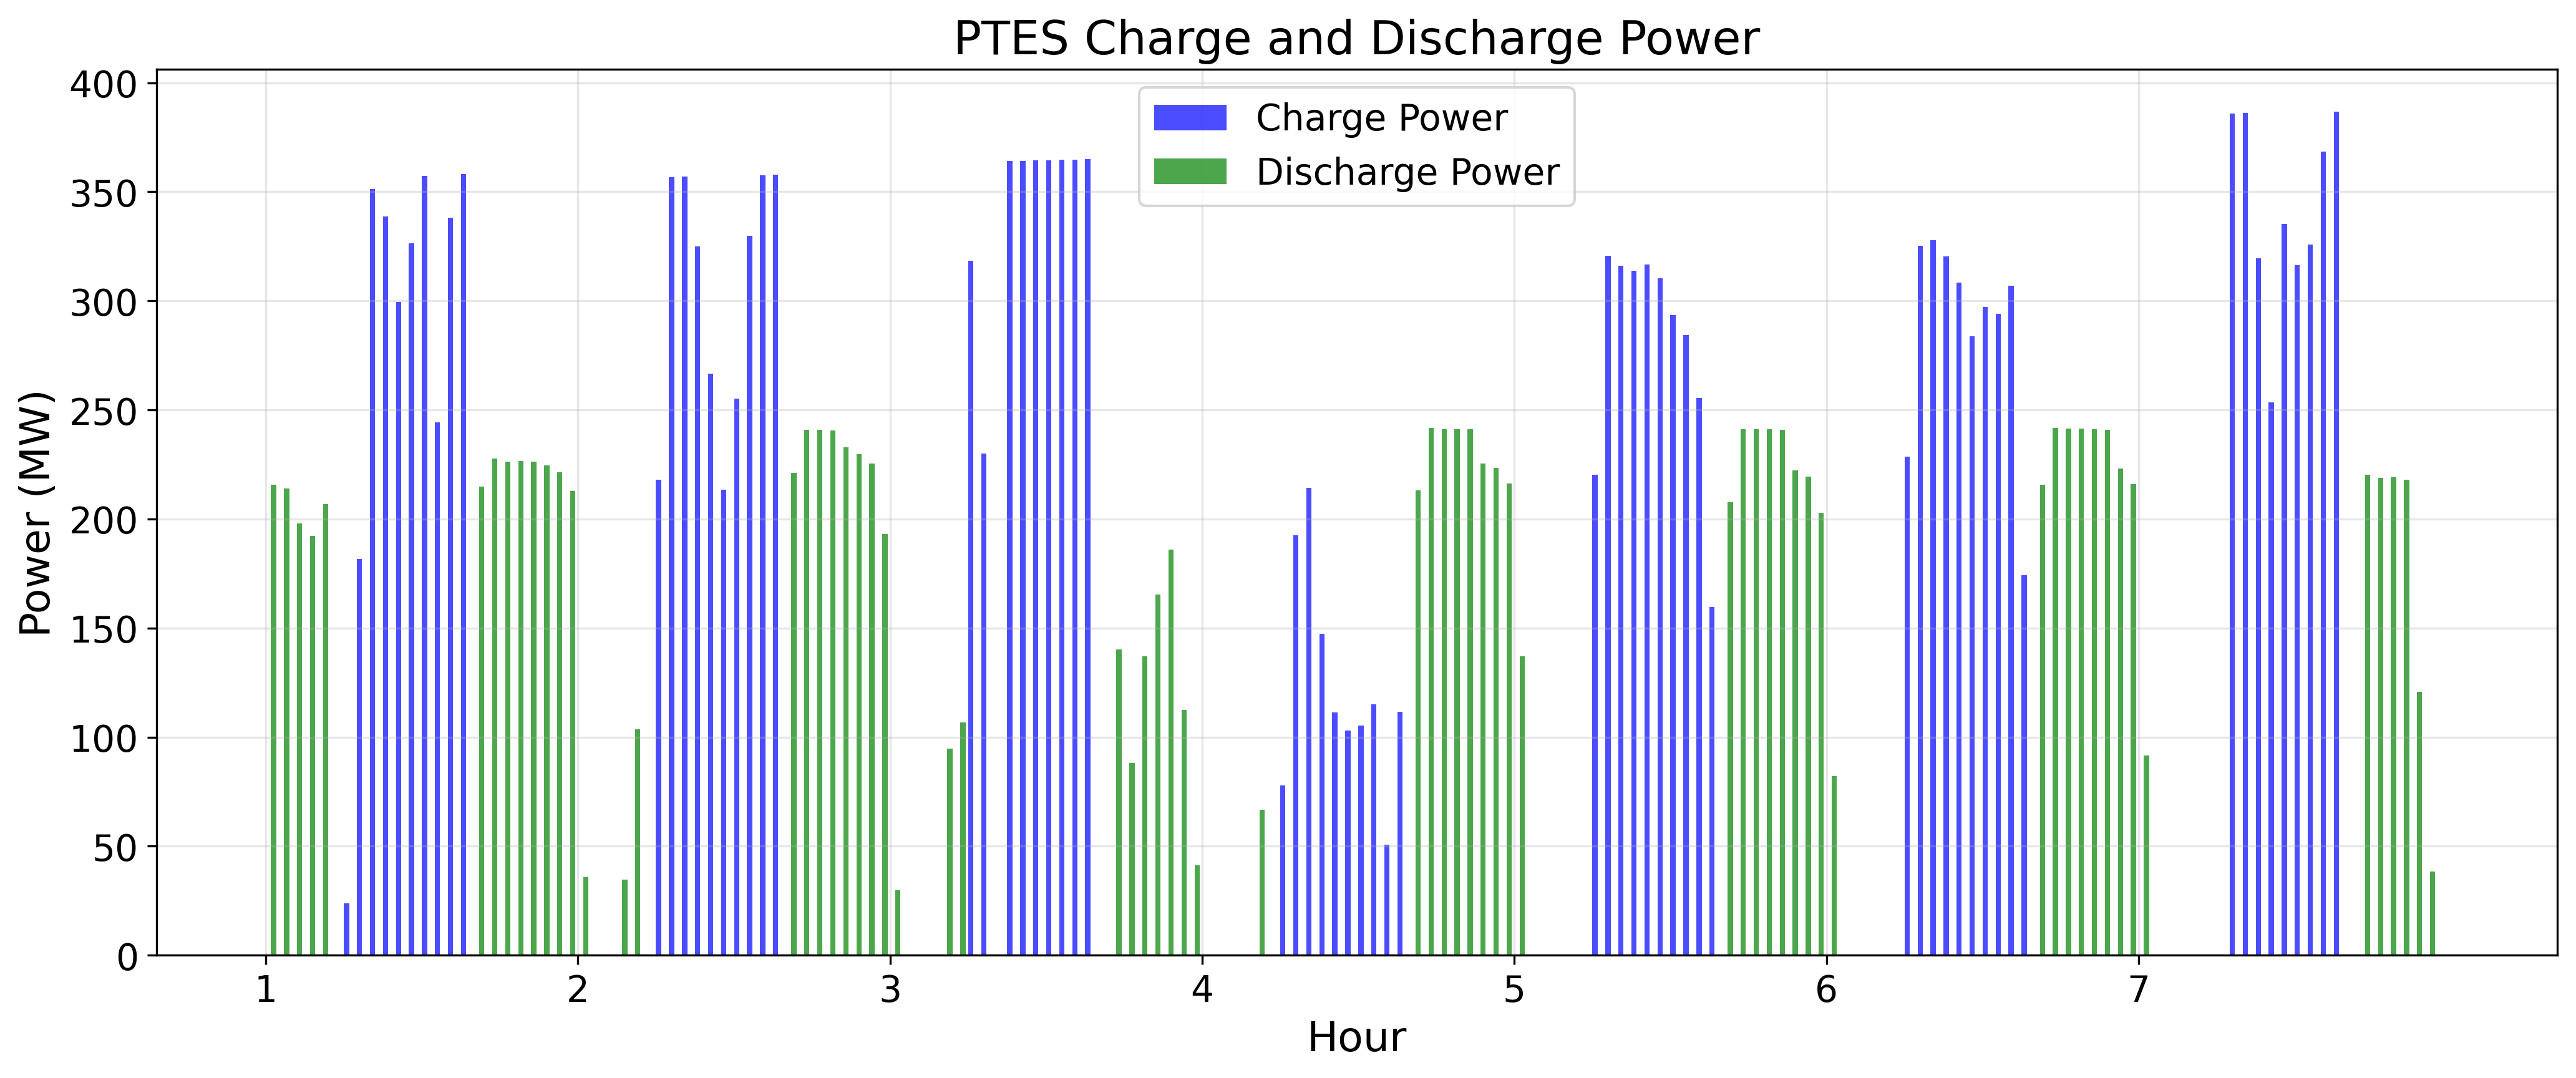 PTES Charge and Discharge Power
400
350
300
250
200
150
100
50
0
Power (MW)
Charge Power
Discharge Power
1 2 3 4 5 6 7
Hour